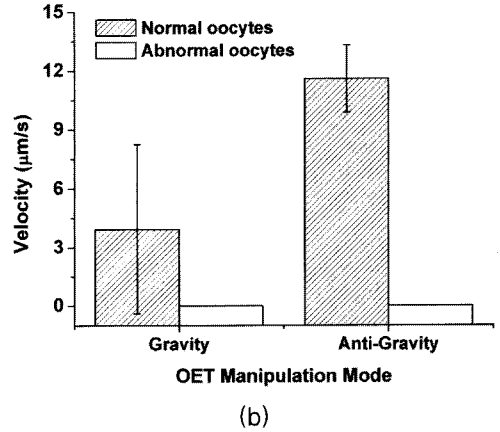 15
12
9
6
3
0
Velocity (μm/s)
Normal oocytes
Abnormal oocytes
Gravity
Anti-Gravity
OET Manipulation Mode
(b)